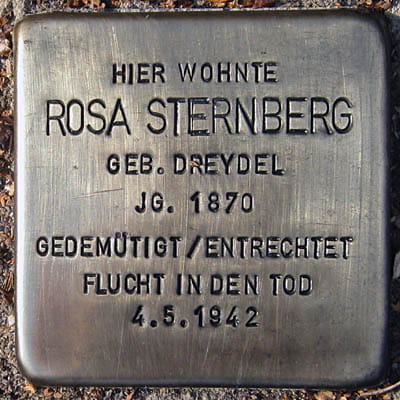 HIER WOHNTE
ROSA STERNBERG
GEB. DREYDEL
JG. 1870
GEDEMÜTIGT/ENTRECHTET
FLUCHT IN DEN TOD
4.5.1942